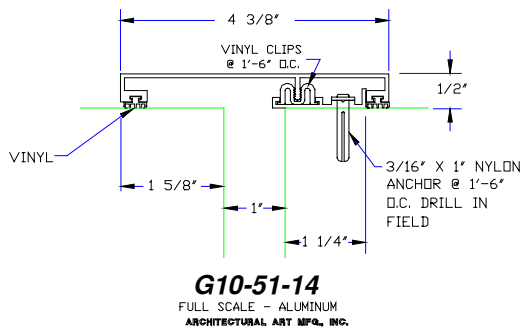 4 3/8"
VINYL CLIPS
@ 1'-6" O.C.
1/2"
VINYL
3/16" X 1" NYLON
ANCHOR @ 1'-6"
O.C. DRILL IN
FIELD
1 5/8"
1"
1 1/4"
G10-51-14
FULL SCALE - ALUMINUM
ARCHITECTURAL ART MFG., INC.